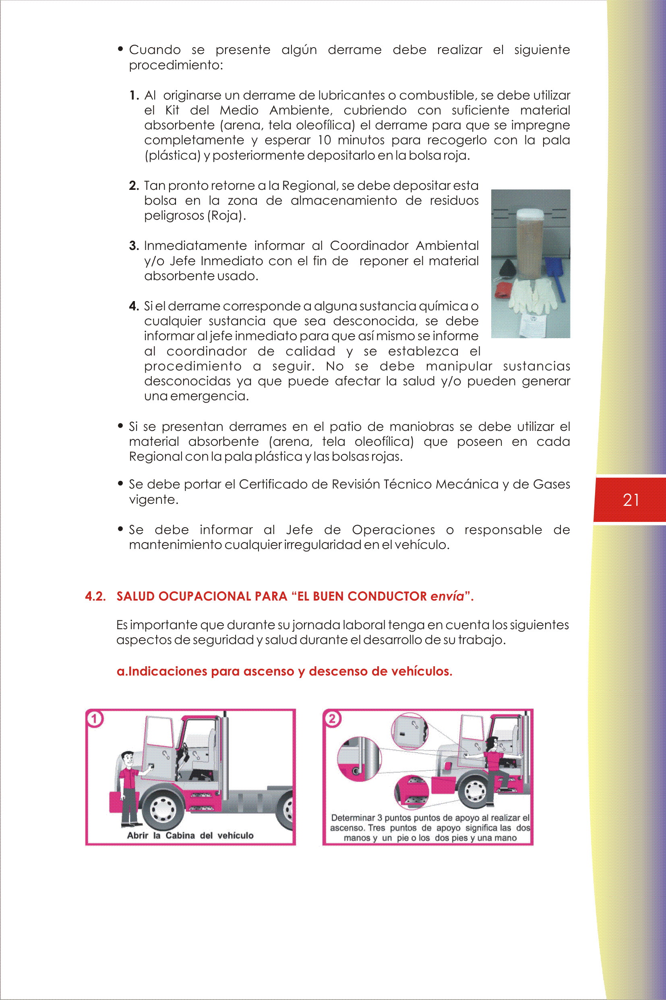 • Cuando se presente algún derrame debe realizar el siguiente
procedimiento:
1. Al originarse un derrame de lubricantes o combustible, se debe utilizar
el Kit del Medio Ambiente, cubriendo con suficiente material
absorbente (arena, tela oleofílica) el derrame para que se impregne
completamente y esperar 10 minutos para recogerlo con la pala
(plástica) y posteriormente depositarlo en la bolsa roja.
2. Tan pronto retorne a la Regional, se debe depositar esta
bolsa en la zona de almacenamiento de residuos
peligrosos (Roja).
3. Inmediatamente informar al Coordinador Ambiental
y/o Jefe Inmediato con el fin de reponer el material
absorbente usado.
4. Si el derrame corresponde a alguna sustancia química o
cualquier sustancia que sea desconocida, se debe
informar al jefe inmediato para que así mismo se informe
al coordinador de calidad y se establezca el
procedimiento a seguir. No se debe manipular sustancias
desconocidas ya que puede afectar la salud y/o pueden generar
una emergencia.
• Si se presentan derrames en el patio de maniobras se debe utilizar el
material absorbente (arena, tela oleofílica) que poseen en cada
Regional con la pala plástica y las bolsas rojas.
• Se debe portar el Certificado de Revisión Técnico Mecánica y de Gases
vigente.
• Se debe informar al Jefe de Operaciones o responsable de
mantenimiento cualquier irregularidad en el vehículo.
21
4.2. SALUD OCUPACIONAL PARA “EL BUEN CONDUCTOR envía”.
Es importante que durante su jornada laboral tenga en cuenta los siguientes
aspectos de seguridad y salud durante el desarrollo de su trabajo.
a.Indicaciones para ascenso y descenso de vehículos.
1
Abrir la Cabina del vehículo
2
Determinar 3 puntos puntos de apoyo al realizar el
ascenso. Tres puntos de apoyo significa las dos
manos y un pie o los dos pies y una mano